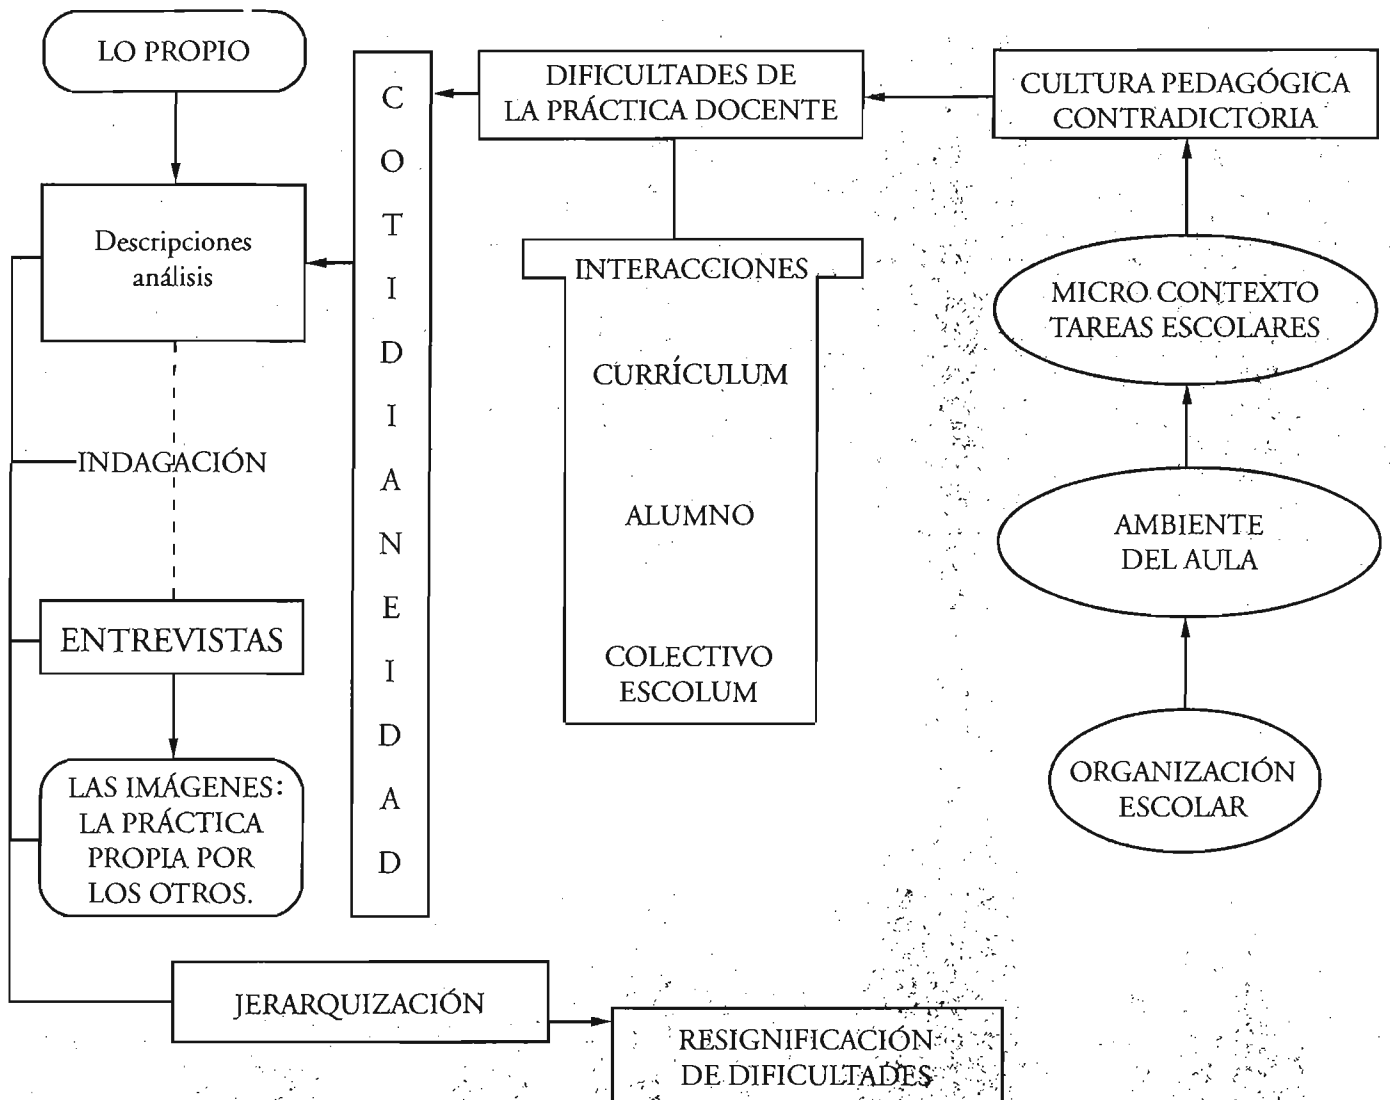 LO PROPIO
Descripciones
análisis
INDAGACIÓN
ENTREVISTAS
LAS IMÁGENES:
LA PRÁCTICA
PROPIA POR
LOS OTROS.
COTIDIANEIDAD
DIFICULTADES DE
LA PRÁCTICA DOCENTE
INTERACCIONES
CURRÍCULUM
ALUMNO
COLECTIVO
ESCOLUM
CULTURA PEDAGÓGICA
CONTRADICTORIA
MICRO CONTEXTO
TAREAS ESCOLARES
AMBIENTE
DEL AULA
ORGANIZACIÓN
ESCOLAR
JERARQUIZACIÓN
RESIGNIFICACIÓN
DE DIFICULTADES